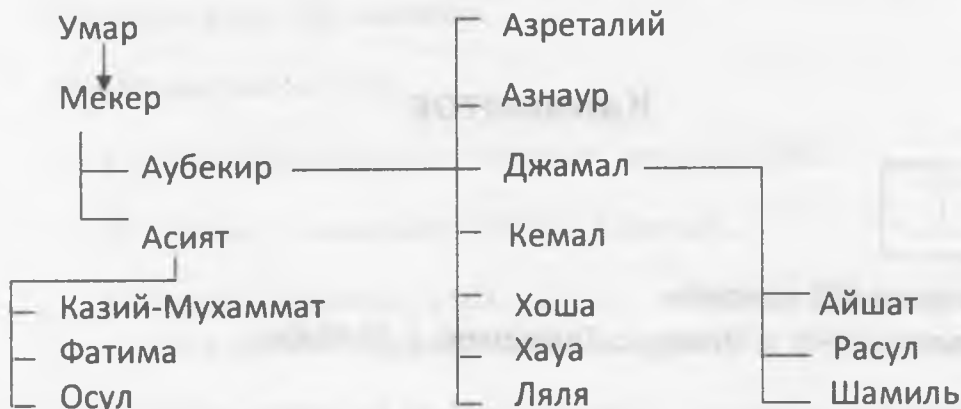 Умар
Азреталий
Мекер
Азнаур
Аубекир
Джамал
Асият
Кемал
Казий-Мухаммат
Хоша
Айшат
Фатима
Хауа
Расул
Осул
Ляля
Шамиль